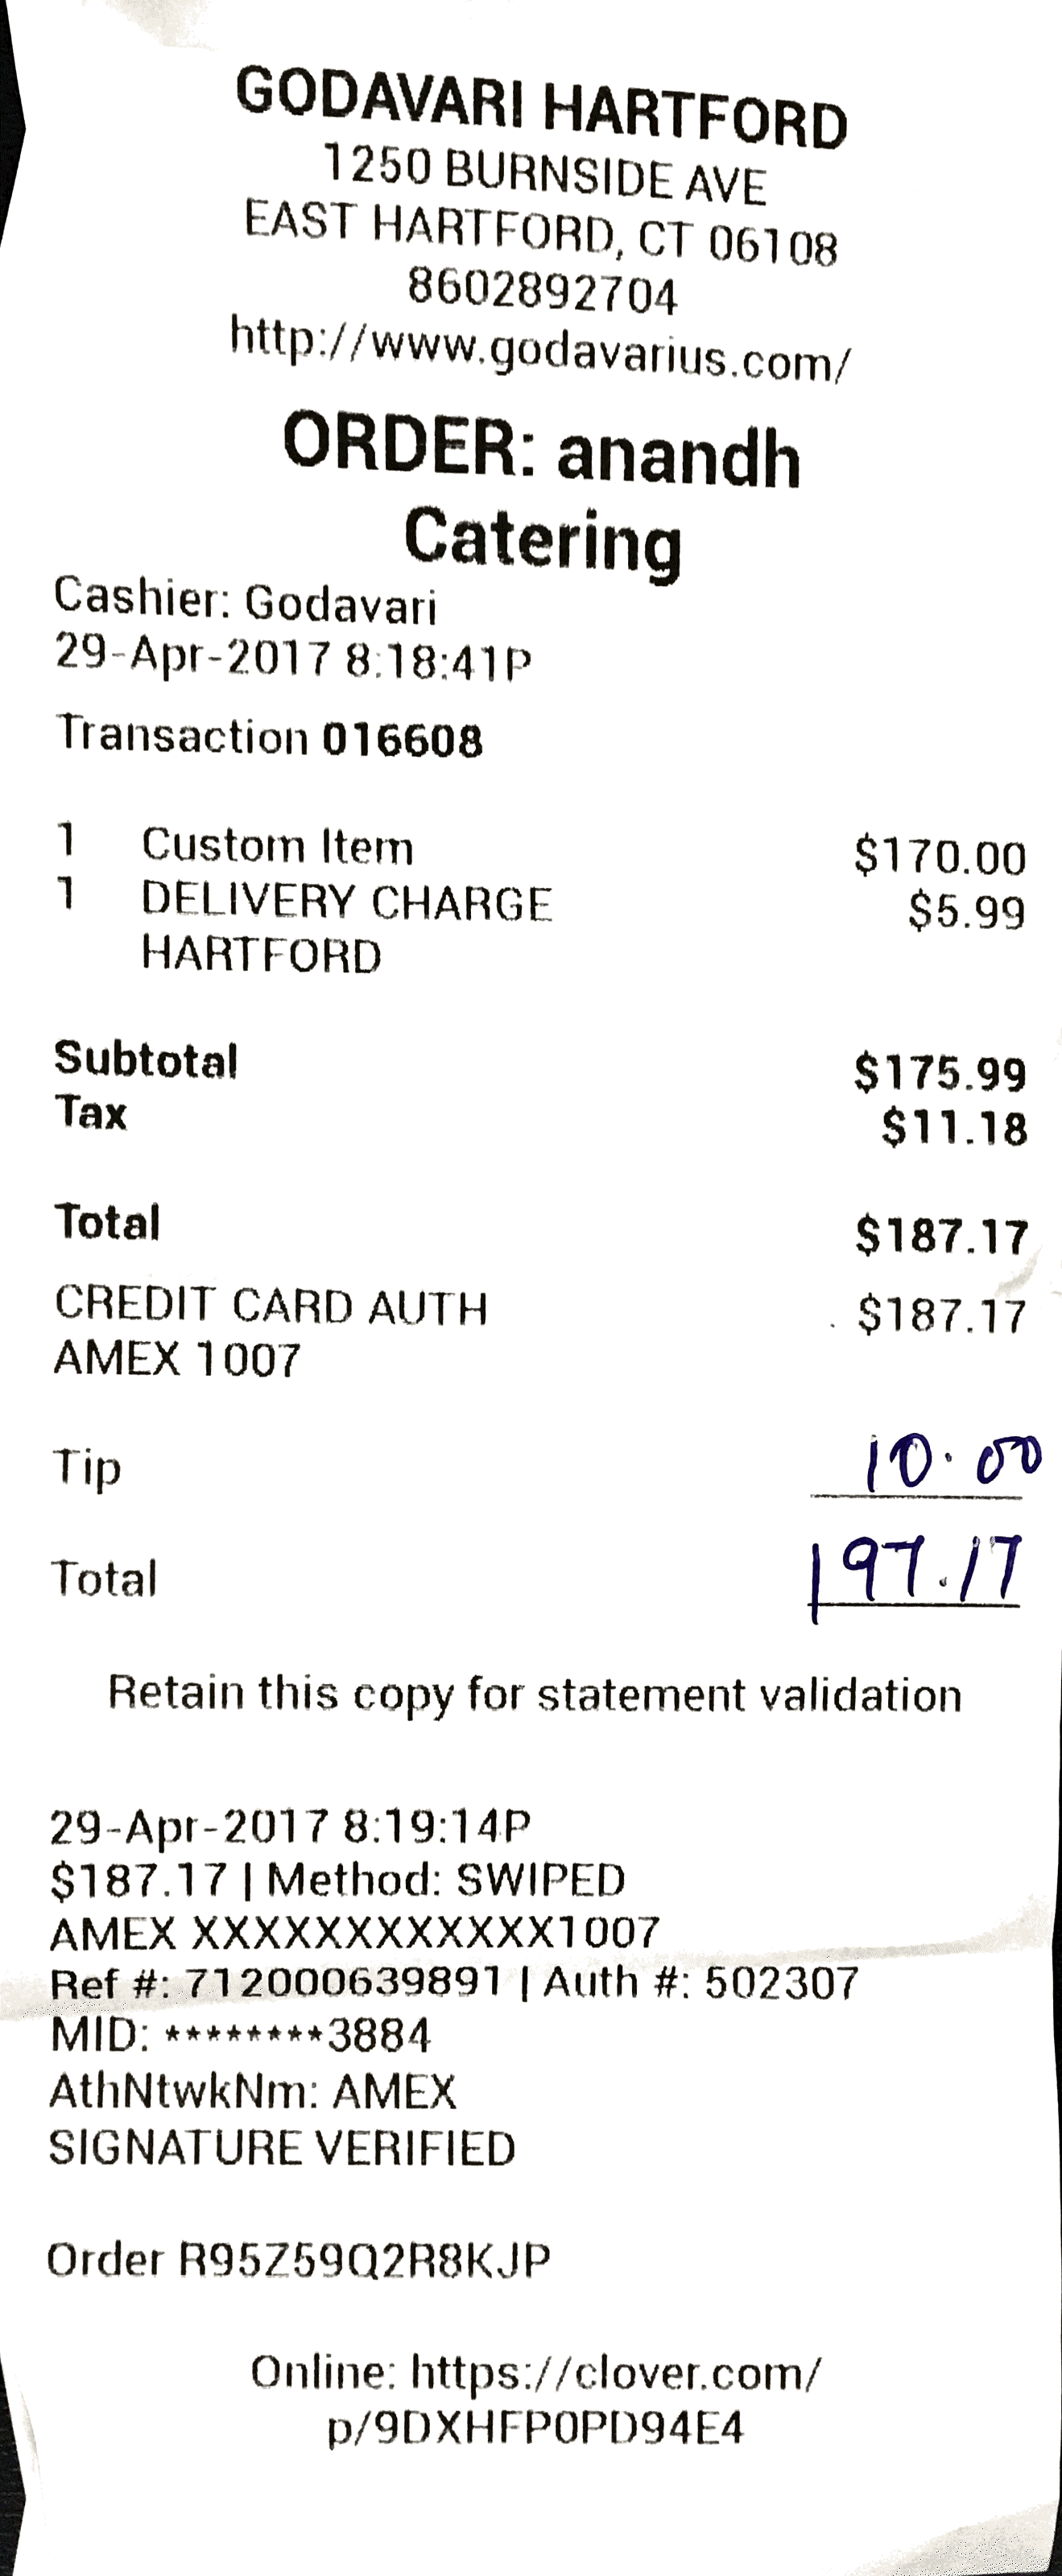 GODAVARI HARTFORD
1250 BURNSIDE AVE
EAST HARTFORD, CT 06108
8602892704
http://www.godavarius.com/
ORDER: anandh
Catering
Cashier: Godavari
29-Apr-2017 8:18:41P
Transaction 016608
1 Custom Item $170.00
1 DELIVERY CHARGE $5.99
HARTFORD
Subtotal $175.99
Tax $11.18
Total $187.17
CREDIT CARD AUTH $187.17
AMEX 1007
Tip 10.00
Total 197.17
Retain this copy for statement validation
29-Apr-2017 8:19:14P
$187.17 | Method: SWIPED
AMEX XXXXXXXXXXXX1007
Ref #: 712000639891 | Auth #: 502307
MID: ********3884
AthNtwkNm: AMEX
SIGNATURE VERIFIED
Order R95Z59Q2R8KJP
Online: https://clover.com/
p/9DXHFP0PD94E4